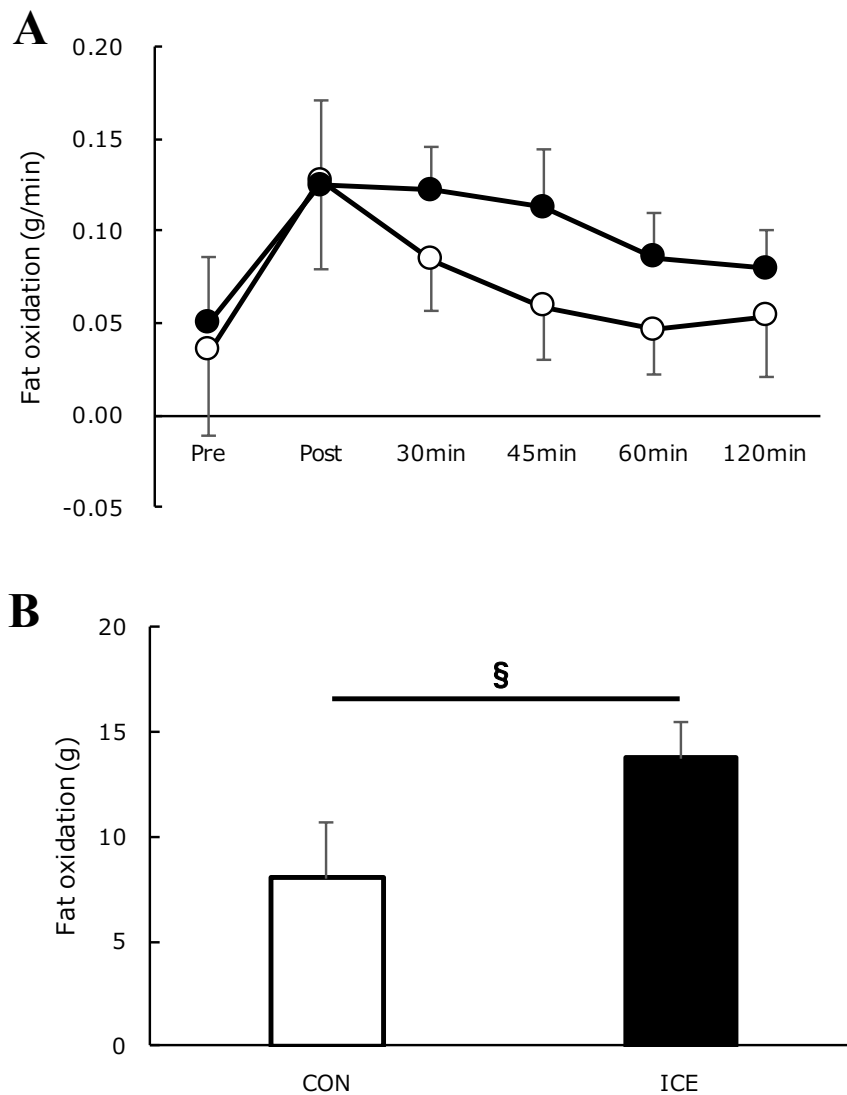 A
Fat oxidation (g/min)
0.20
0.15
0.10
0.05
0.00
-0.05
Pre Post 30min 45min 60min 120min
B
Fat oxidation (g)
20
15
10
5
0
§
CON ICE